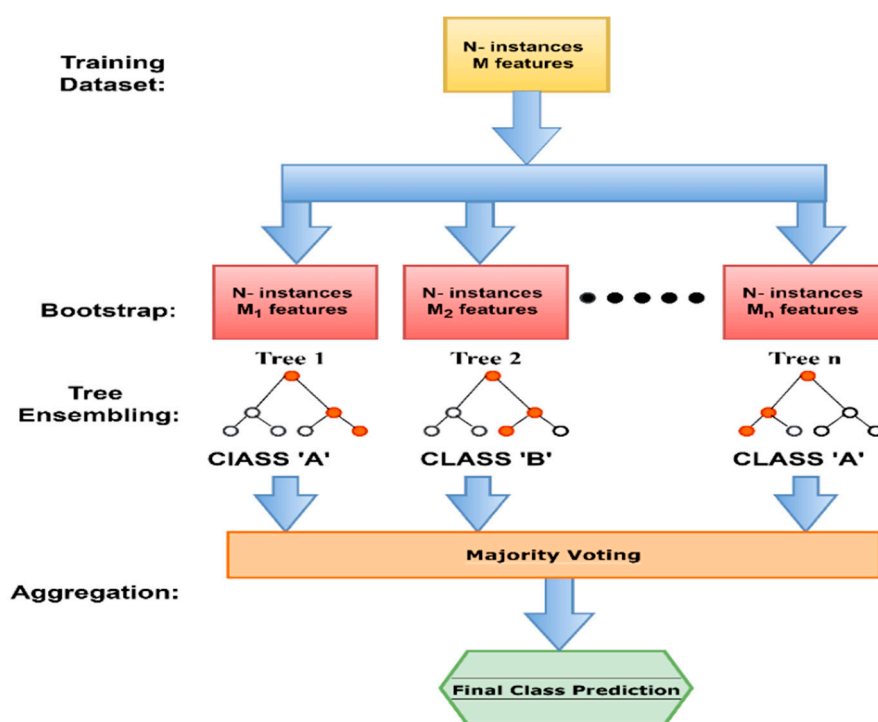 N- instances
M features
Training
Dataset:
N- instances
M₁ features
N- instances
M₂ features
N- instances
Mₙ features
Bootstrap:
Tree 1
Tree 2
Tree n
Tree
Ensembling:
ClASS 'A'
CLASS 'B'
CLASS 'A'
Majority Voting
Aggregation:
Final Class Prediction